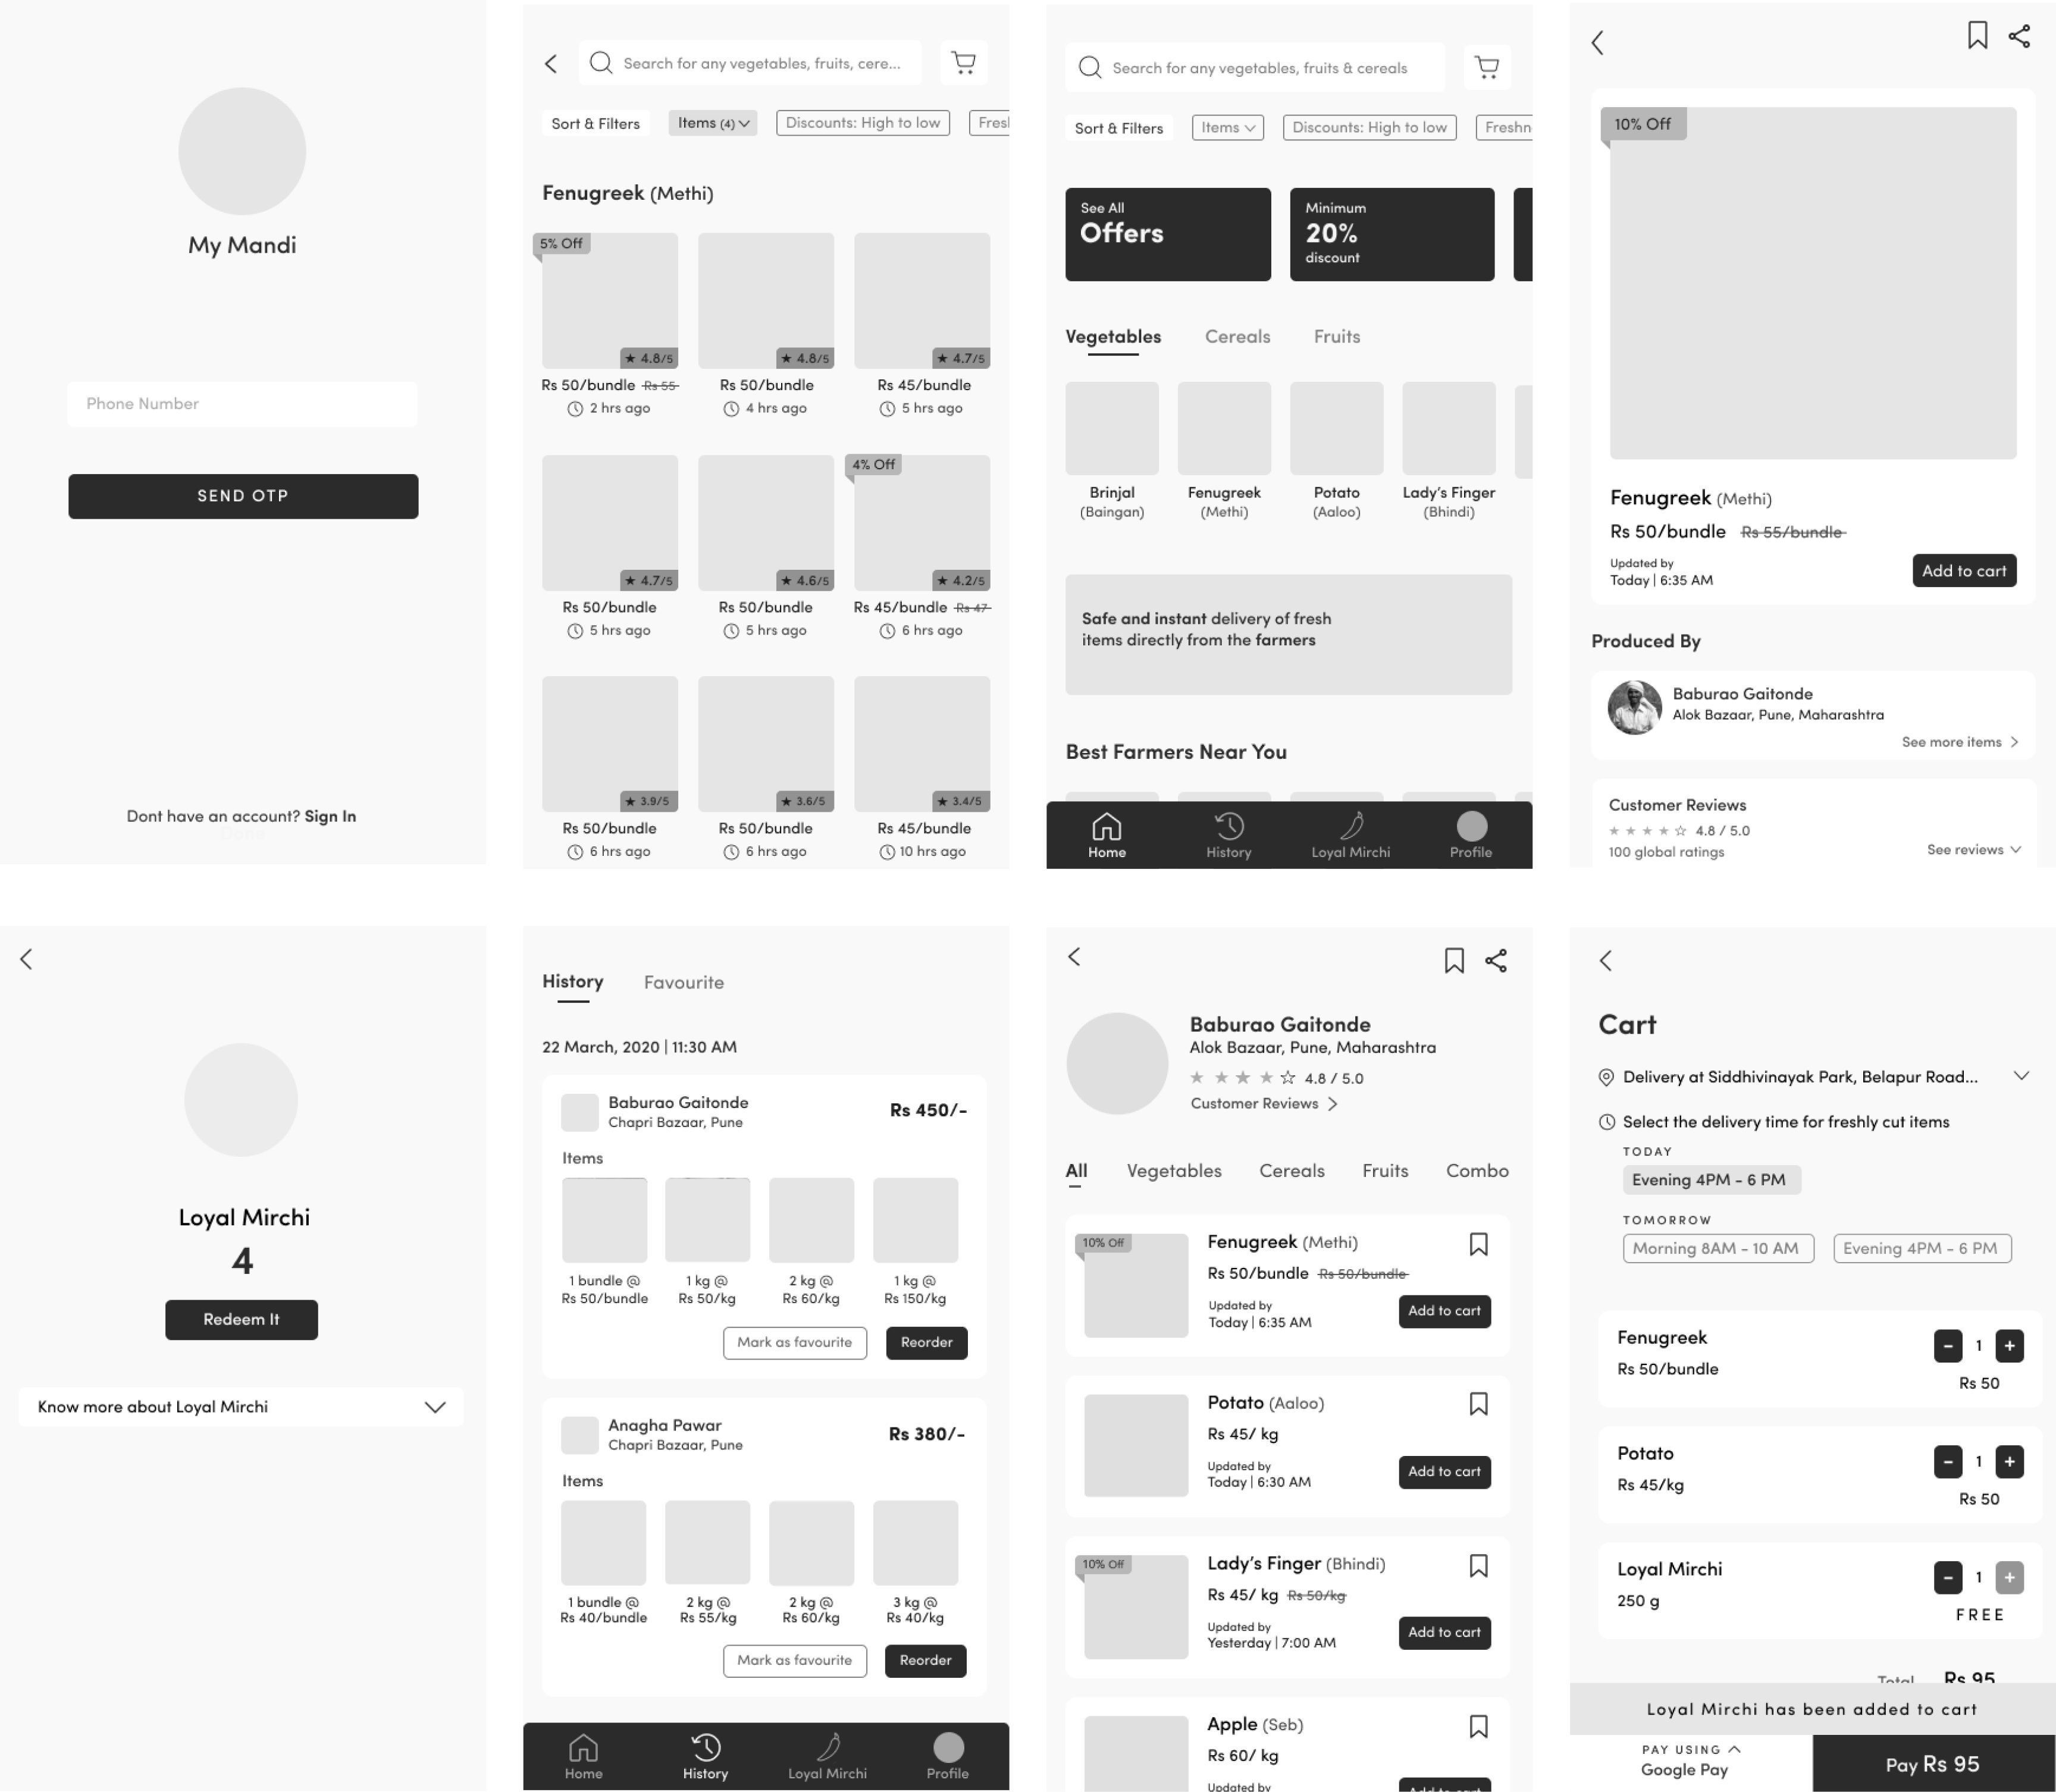 My Mandi
Phone Number
SEND OTP
Dont have an account? Sign In
Search for any vegetables, fruits, cere...
Sort & Filters Items (4) Discounts: High to low Fresl
Fenugreek (Methi)
5% Off
4.8/5 4.8/5 4.7/5
Rs 50/bundle Rs 55 Rs 50/bundle Rs 45/bundle
2 hrs ago 4 hrs ago 5 hrs ago
4% Off
4.7/5 4.6/5 4.2/5
Rs 50/bundle Rs 50/bundle Rs 45/bundle Rs 47
5 hrs ago 5 hrs ago 6 hrs ago
3.9/5 3.6/5 3.4/5
Rs 50/bundle Rs 50/bundle Rs 45/bundle
6 hrs ago 6 hrs ago 10 hrs ago
Search for any vegetables, fruits & cereals
Sort & Filters Items Discounts: High to low Freshn
See All
Offers
Minimum
20%
discount
Vegetables Cereals Fruits
Brinjal Fenugreek Potato Lady's Finger
(Baingan) (Methi) (Aaloo) (Bhindi)
Safe and instant delivery of fresh
items directly from the farmers
Best Farmers Near You
Home History Loyal Mirchi Profile
10% Off
Fenugreek (Methi)
Rs 50/bundle Rs 55/bundle
Updated by
Today | 6:35 AM
Add to cart
Produced By
Baburao Gaitonde
Alok Bazaar, Pune, Maharashtra
See more items
Customer Reviews
4.8 / 5.0
100 global ratings
See reviews
Loyal Mirchi
4
Redeem It
Know more about Loyal Mirchi
History Favourite
22 March, 2020 | 11:30 AM
Baburao Gaitonde
Chapri Bazaar, Pune
Rs 450/-
Items
1 bundle @ 1 kg @ 2 kg @ 1 kg @
Rs 50/bundle Rs 50/kg Rs 60/kg Rs 150/kg
Mark as favourite Reorder
Anagha Pawar
Chapri Bazaar, Pune
Rs 380/-
Items
1 bundle @ 2 kg @ 2 kg @ 3 kg @
Rs 40/bundle Rs 55/kg Rs 60/kg Rs 40/kg
Mark as favourite Reorder
Home History Loyal Mirchi Profile
Baburao Gaitonde
Alok Bazaar, Pune, Maharashtra
4.8 / 5.0
Customer Reviews
All Vegetables Cereals Fruits Combo
10% Off
Fenugreek (Methi)
Rs 50/bundle Rs 50/bundle
Updated by
Today | 6:35 AM
Add to cart
Potato (Aaloo)
Rs 45/ kg
Updated by
Today | 6:30 AM
Add to cart
10% Off
Lady's Finger (Bhindi)
Rs 45/ kg Rs 50/kg
Updated by
Yesterday | 7:00 AM
Add to cart
Apple (Seb)
Rs 60/ kg
Updated by
Add to cart
Cart
Delivery at Siddhivinayak Park, Belapur Road...
Select the delivery time for freshly cut items
TODAY
Evening 4PM - 6 PM
TOMORROW
Morning 8AM - 10 AM Evening 4PM - 6 PM
Fenugreek
Rs 50/bundle
- 1 +
Rs 50
Potato
Rs 45/kg
- 1 +
Rs 50
Loyal Mirchi
250 g
- 1 +
FREE
Total Rs 95
Loyal Mirchi has been added to cart
PAY USING
Google Pay
Pay Rs 95